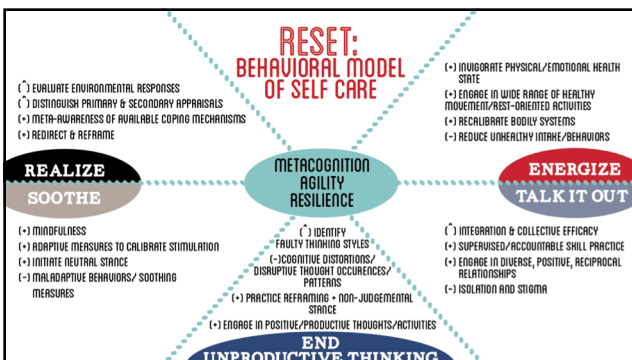 RESET:
BEHAVIORAL MODEL
OF SELF CARE
(^) EVALUATE ENVIRONMENTAL RESPONSES
(^) DISTINGUISH PRIMARY & SECONDARY APPRAISALS
(+) META-AWARENESS OF AVAILABLE COPING MECHANISMS
(+) REDIRECT & REFRAME
(+) INVIGORATE PHYSICAL/EMOTIONAL HEALTH
STATE
(+) ENGAGE IN WIDE RANGE OF HEALTHY
MOVEMENT/REST-ORIENTED ACTIVITIES
(+) RECALIBRATE BODILY SYSTEMS
(-) REDUCE UNHEALTHY INTAKE/BEHAVIORS
REALIZE
SOOTHE
METACOGNITION
AGILITY
RESILIENCE
ENERGIZE
TALK IT OUT
(+) MINDFULNESS
(+) ADAPTIVE MEASURES TO CALIBRATE STIMULATION
(+) INITIATE NEUTRAL STANCE
(-) MALADAPTIVE BEHAVIORS/ SOOTHING
MEASURES
(^) IDENTIFY
FAULTY THINKING STYLES
(-)COGNITIVE DISTORTIONS/
DISRUPTIVE THOUGHT OCCURENCES/
PATTERNS
(+) PRACTICE REFRAMING + NON-JUDGEMENTAL
STANCE
(+) ENGAGE IN POSITIVE/PRODUCTIVE THOUGHTS/ACTIVITIES
(^) INTEGRATION & COLLECTIVE EFFICACY
(+) SUPERVISED/ACCOUNTABLE SKILL PRACTICE
(+) ENGAGE IN DIVERSE, POSITIVE, RECIPROCAL
RELATIONSHIPS
(-) ISOLATION AND STIGMA
END
UNPRODUCTIVE THINKING